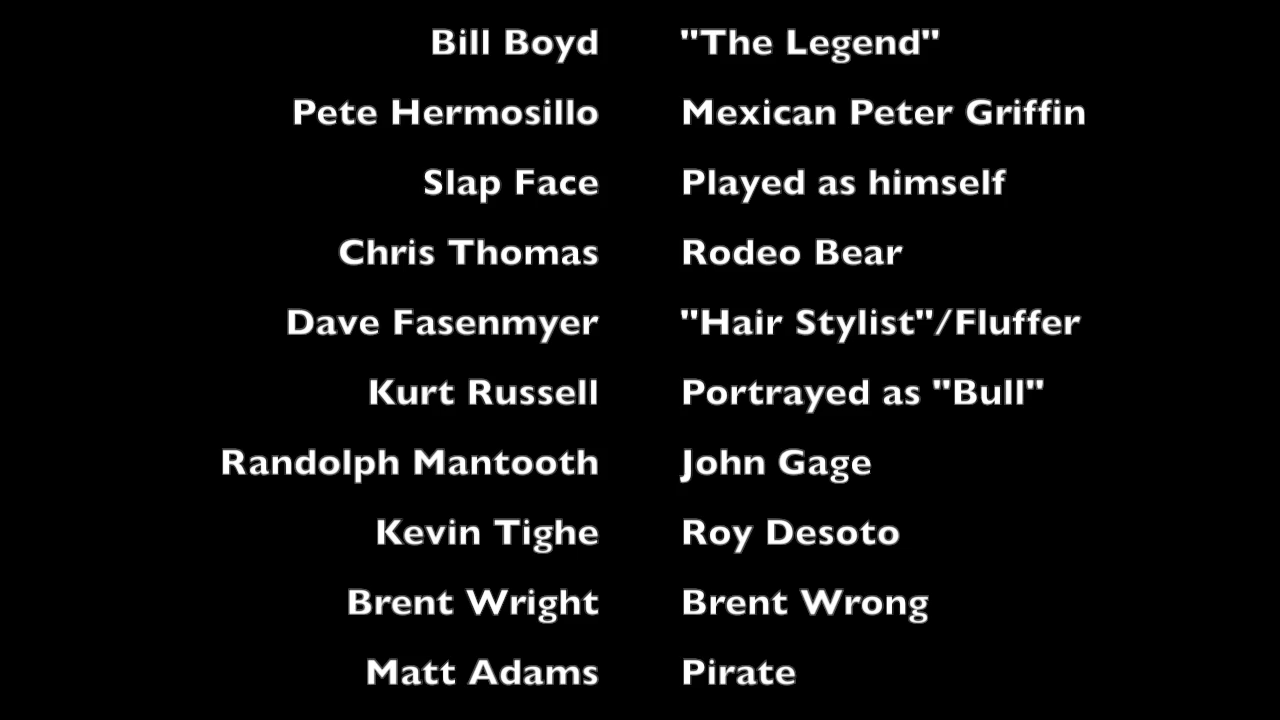 Bill Boyd "The Legend"
Pete Hermosillo Mexican Peter Griffin
Slap Face Played as himself
Chris Thomas Rodeo Bear
Dave Fasenmyer "Hair Stylist"/Fluffer
Kurt Russell Portrayed as "Bull"
Randolph Mantooth John Gage
Kevin Tighe Roy Desoto
Brent Wright Brent Wrong
Matt Adams Pirate